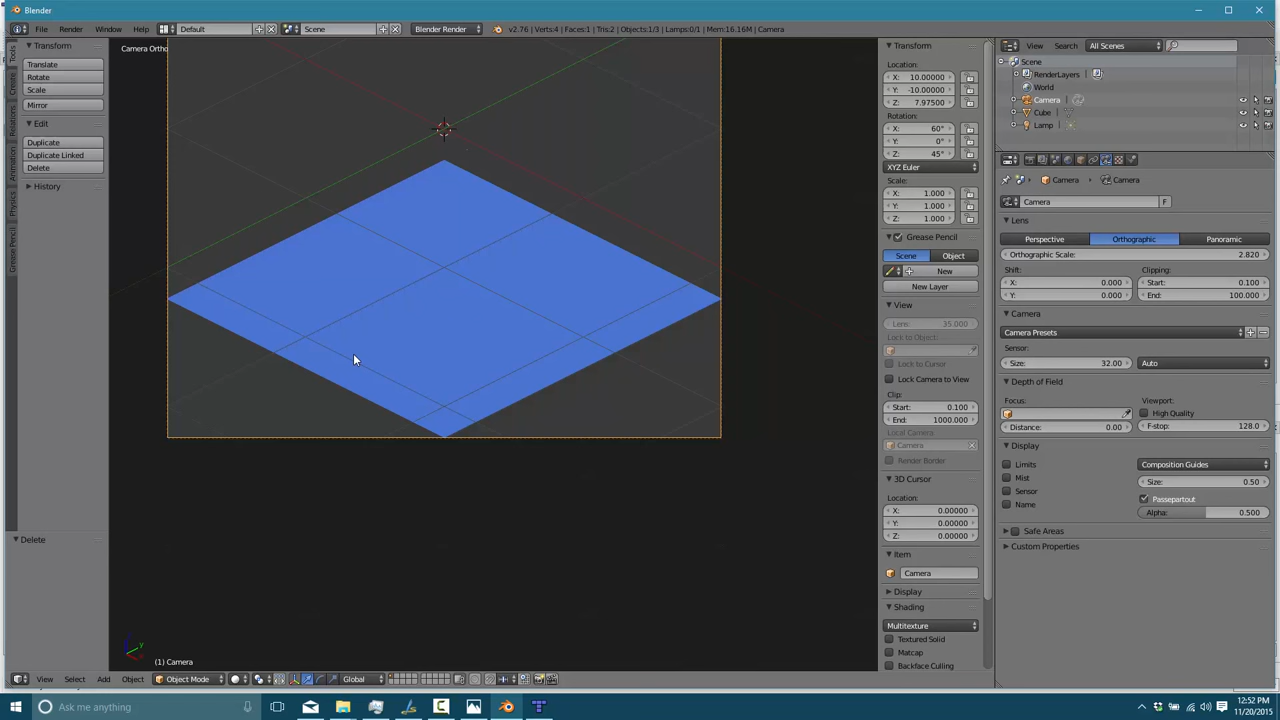 Blender
File
Render
Window
Help
Default
Scene
Blender Render
v2.76 | Verts:4 | Faces:1 | Tris:2 | Objects:1/3 | Lamps:0/1 | Mem:16.16M | Camera
Tools
Create
Relations
Animation
Physics
Grease Pencil
Transform
Translate
Rotate
Scale
Mirror
Edit
Duplicate
Duplicate Linked
Delete
History
Delete
Camera Ortho
(1) Camera
Transform
Location:
X: 10.00000
Y: -10.00000
Z: 7.97500
Rotation:
X: 60°
Y: 0°
Z: 45°
XYZ Euler
Scale:
X: 1.000
Y: 1.000
Z: 1.000
Grease Pencil
Scene
Object
New
New Layer
View
Lens: 35.000
Lock to Object:
Lock to Cursor
Lock Camera to View
Clip:
Start: 0.100
End: 1000.000
Local Camera:
Camera
Render Border
3D Cursor
Location:
X: 0.00000
Y: 0.00000
Z: 0.00000
Item
Camera
Display
Shading
Multitexture
Textured Solid
Matcap
Backface Culling
View
Search
All Scenes
Scene
RenderLayers
World
Camera
Cube
Lamp
Camera
Camera
Camera
F
Lens
Perspective
Orthographic
Panoramic
Orthographic Scale: 2.820
Shift:
Clipping:
X: 0.000
Start: 0.100
Y: 0.000
End: 100.000
Camera
Camera Presets
Sensor:
Size: 32.00
Auto
Depth of Field
Focus:
Viewport:
High Quality
Distance: 0.00
F-stop: 128.0
Display
Limits
Composition Guides
Mist
Size: 0.50
Sensor
Passepartout
Name
Alpha: 0.500
Safe Areas
Custom Properties
View
Select
Add
Object
Object Mode
Global
Ask me anything
12:52 PM
11/20/2015